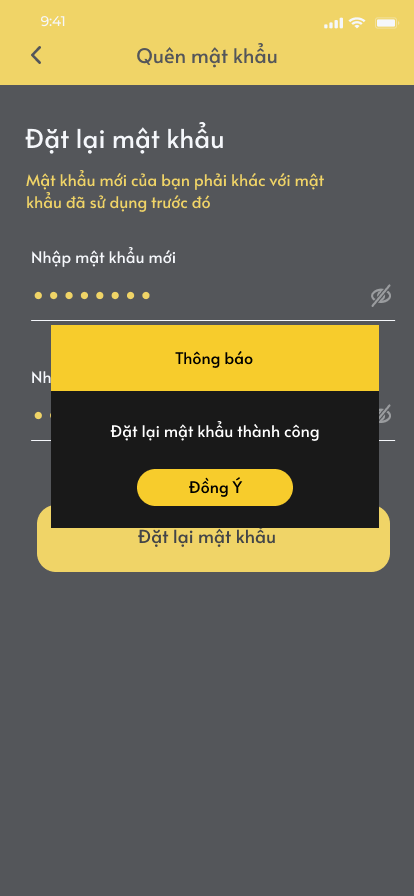 9:41
Quên mật khẩu
Đặt lại mật khẩu
Mật khẩu mới của bạn phải khác với mật
khẩu đã sử dụng trước đó
Nhập mật khẩu mới
Thông báo
Nh
Đặt lại mật khẩu thành công
Đồng Ý
Đặt lại mật khẩu